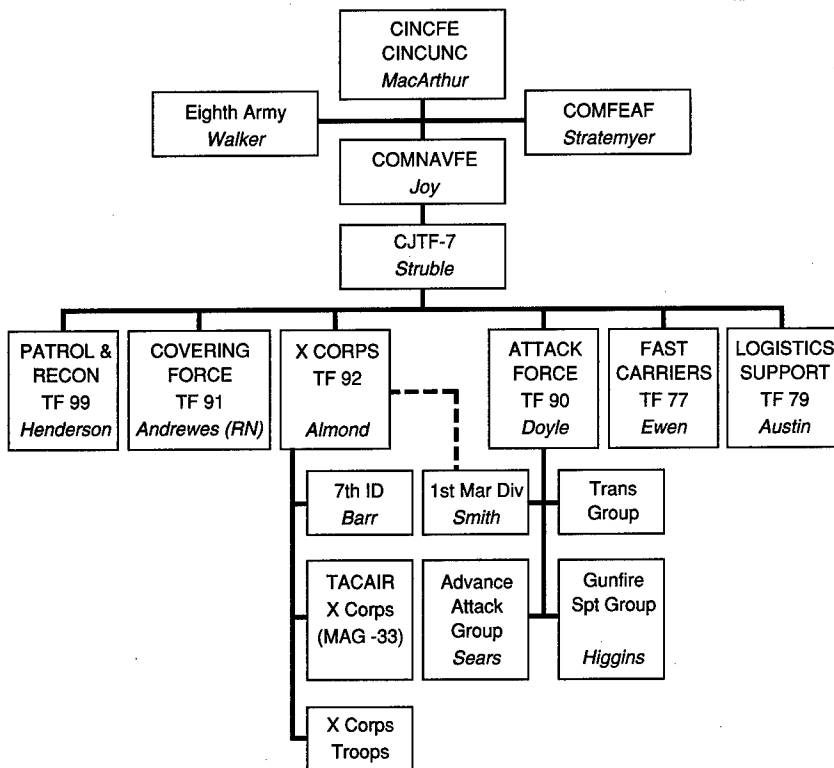 CINCFE
CINCUNC
MacArthur
Eighth Army
Walker
COMFEAF
Stratemyer
COMNAVFE
Joy
CJTF-7
Struble
PATROL &
RECON
TF 99
Henderson
COVERING
FORCE
TF 91
Andrewes (RN)
X CORPS
TF 92
Almond
ATTACK
FORCE
TF 90
Doyle
FAST
CARRIERS
TF 77
Ewen
LOGISTICS
SUPPORT
TF 79
Austin
7th ID
Barr
1st Mar Div
Smith
Trans
Group
TACAIR
X Corps
(MAG -33)
Advance
Attack
Group
Sears
Gunfire
Spt Group
Higgins
X Corps
Troops